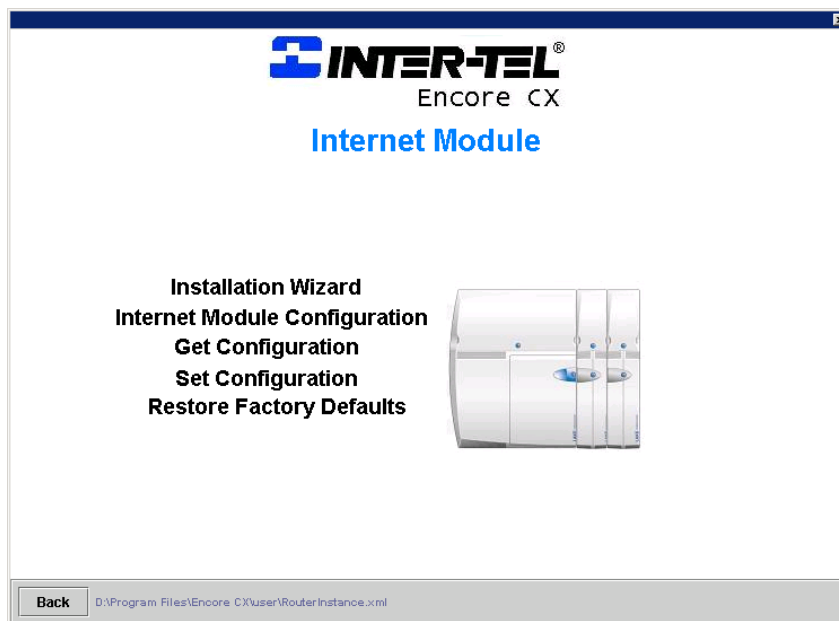 INTER-TEL®
Encore CX
Internet Module
Installation Wizard
Internet Module Configuration
Get Configuration
Set Configuration
Restore Factory Defaults
Back
D:\Program Files\Encore CX\user\RouterInstance.xml